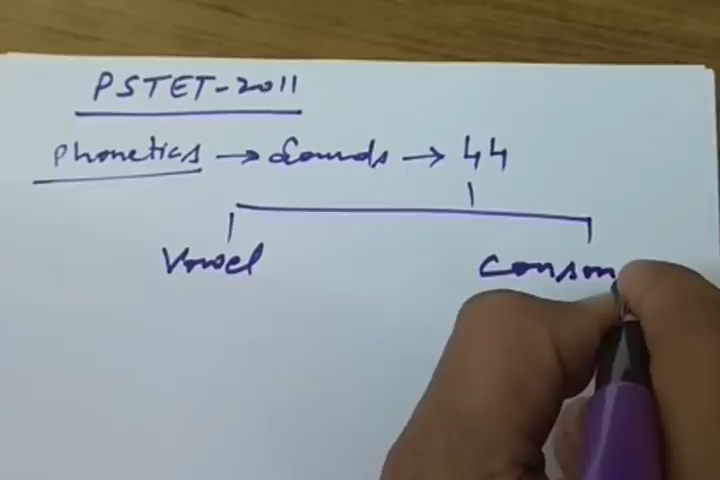 PSTET-2011
Phonetics → Sounds → 44
Vowel Conson